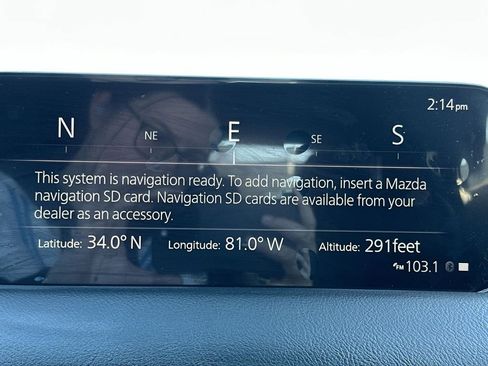 2:14pm
N NE E SE S
This system is navigation ready. To add navigation, insert a Mazda
navigation SD card. Navigation SD cards are available from your
dealer as an accessory.
Latitude: 34.0° N Longitude: 81.0° W Altitude: 291feet
FM 103.1